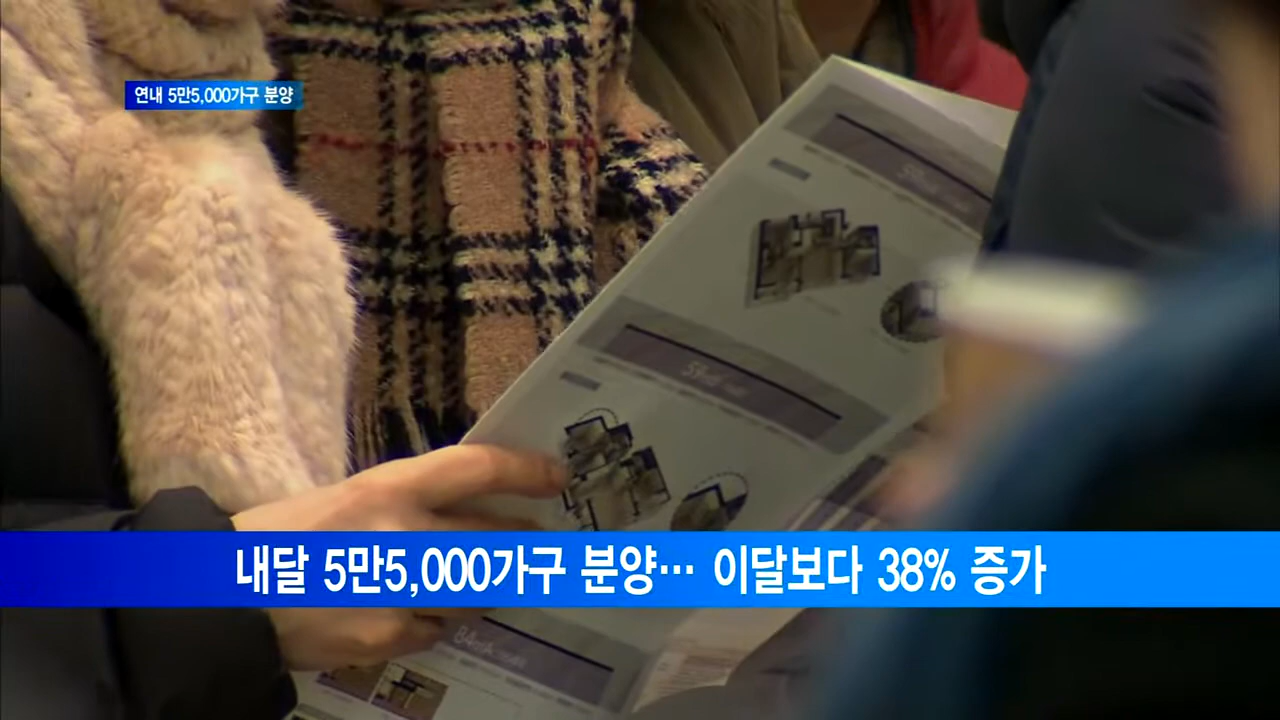 연내 5만5,000가구 분양
내달 5만5,000가구 분양… 이달보다 38% 증가